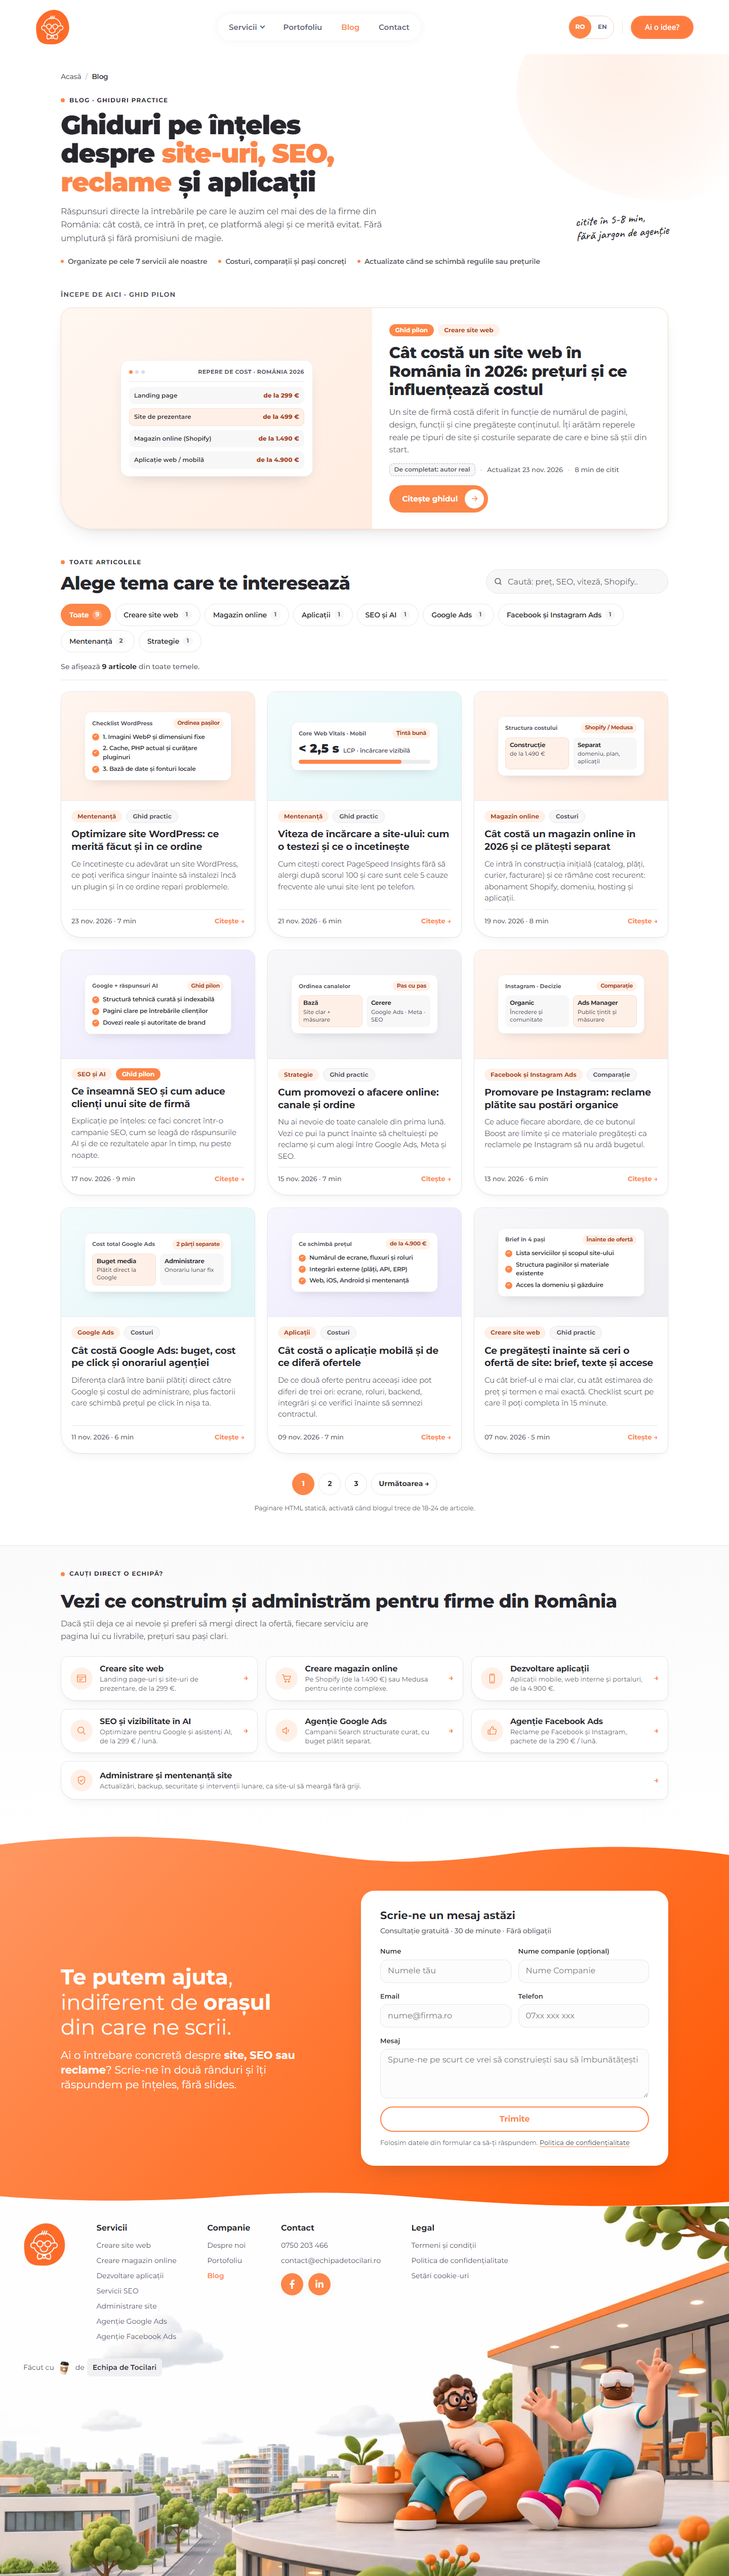 Servicii
Portofoliu
Blog
Contact
RO
EN
Ai o idee?
Acasă / Blog
BLOG · GHIDURI PRACTICE
Ghiduri pe înțeles
despre site-uri, SEO,
reclame și aplicații
Răspunsuri directe la întrebările pe care le auzim cel mai des de la firme din
România: cât costă, ce intră în preț, ce platformă alegi și ce merită evitat. Fără
umplutură și fără promisiuni de magie.
citite în 5-8 min,
fără jargon de agenție
Organizate pe cele 7 servicii ale noastre
Costuri, comparații și pași concreți
Actualizate când se schimbă regulile sau prețurile
ÎNCEPE DE AICI · GHID PILON
REPERE DE COST · ROMÂNIA 2026
Landing page de la 299 €
Site de prezentare de la 499 €
Magazin online (Shopify) de la 1.490 €
Aplicație web / mobilă de la 4.900 €
Ghid pilon
Creare site web
Cât costă un site web în
România în 2026: prețuri și ce
influențează costul
Un site de firmă costă diferit în funcție de numărul de pagini,
design, funcții și cine pregătește conținutul. Îți arătăm reperele
reale pe tipuri de site și costurile separate de care e bine să știi din
start.
De completat: autor real · Actualizat 23 nov. 2026 · 8 min de citit
Citește ghidul →
TOATE ARTICOLELE
Alege tema care te interesează
Caută: preț, SEO, viteză, Shopify..
Toate 9
Creare site web 1
Magazin online 1
Aplicații 1
SEO și AI 1
Google Ads 1
Facebook și Instagram Ads 1
Mentenanță 2
Strategie 1
Se afișează 9 articole din toate temele.
Checklist WordPress
Ordinea pașilor
1. Imagini WebP și dimensiuni fixe
2. Cache, PHP actual și curățare
pluginuri
3. Bază de date și fonturi locale
Mentenanță
Ghid practic
Optimizare site WordPress: ce
merită făcut și în ce ordine
Ce încetinește cu adevărat un site WordPress,
ce poți verifica singur înainte să instalezi încă
un plugin și în ce ordine repari problemele.
23 nov. 2026 · 7 min
Citește →
Core Web Vitals · Mobil
Țintă bună
< 2,5 s LCP · încărcare vizibilă
Mentenanță
Ghid practic
Viteza de încărcare a site-ului: cum
o testezi și ce o încetinește
Cum citești corect PageSpeed Insights fără să
alergi după scorul 100 și care sunt cele 5 cauze
frecvente ale unui site lent pe telefon.
21 nov. 2026 · 6 min
Citește →
Structura costului
Shopify / Medusa
Construcție
de la 1.490 €
Separat
domeniu, plan,
aplicații
Magazin online
Costuri
Cât costă un magazin online în
2026 și ce plătești separat
Ce intră în construcția inițială (catalog, plăți,
curier, facturare) și ce rămâne cost recurent:
abonament Shopify, domeniu, hosting și
aplicații.
19 nov. 2026 · 8 min
Citește →
Google + răspunsuri AI
Ghid pilon
Structură tehnică curată și indexabilă
Pagini clare pe întrebările clienților
Dovezi reale și autoritate de brand
SEO și AI
Ghid pilon
Ce înseamnă SEO și cum aduce
clienți unui site de firmă
Explicație pe înțeles: ce faci concret într-o
campanie SEO, cum se leagă de răspunsurile
AI și de ce rezultatele apar în timp, nu peste
noapte.
17 nov. 2026 · 9 min
Citește →
Ordinea canalelor
Pas cu pas
Bază
Site clar +
măsurare
Cerere
Google Ads · Meta ·
SEO
Strategie
Ghid practic
Cum promovezi o afacere online:
canale și ordine
Nu ai nevoie de toate canalele din prima lună.
Vezi ce pui la punct înainte să cheltuiești pe
reclame și cum alegi între Google Ads, Meta și
SEO.
15 nov. 2026 · 7 min
Citește →
Instagram · Decizie
Comparație
Organic
Încredere și
comunitate
Ads Manager
Public țintit și
măsurare
Facebook și Instagram Ads
Comparație
Promovare pe Instagram: reclame
plătite sau postări organice
Ce aduce fiecare abordare, de ce butonul
Boost are limite și ce materiale pregătești ca
reclamele pe Instagram să nu ardă bugetul.
13 nov. 2026 · 6 min
Citește →
Cost total Google Ads
2 părți separate
Buget media
Plătit direct la
Google
Administrare
Onorariu lunar fix
Google Ads
Costuri
Cât costă Google Ads: buget, cost
pe click și onorariul agenției
Diferența clară între banii plătiți direct către
Google și costul de administrare, plus factorii
care schimbă prețul pe click în nișa ta.
11 nov. 2026 · 6 min
Citește →
Ce schimbă prețul
de la 4.900 €
Numărul de ecrane, fluxuri și roluri
Integrări externe (plăți, API, ERP)
Web, iOS, Android și mentenanță
Aplicații
Costuri
Cât costă o aplicație mobilă și de
ce diferă ofertele
De ce două oferte pentru aceeași idee pot
diferi de trei ori: ecrane, roluri, backend,
integrări și ce verifici înainte să semnezi
contractul.
09 nov. 2026 · 7 min
Citește →
Brief în 4 pași
Înainte de ofertă
Lista serviciilor și scopul site-ului
Structura paginilor și materiale
existente
Acces la domeniu și găzduire
Creare site web
Ghid practic
Ce pregătești înainte să ceri o
ofertă de site: brief, texte și accese
Cu cât brief-ul e mai clar, cu atât estimarea de
preț și termen e mai exactă. Checklist scurt pe
care îl poți completa în 15 minute.
07 nov. 2026 · 5 min
Citește →
1
2
3
Următoarea →
Paginare HTML statică, activată când blogul trece de 18-24 de articole.
CAUȚI DIRECT O ECHIPĂ?
Vezi ce construim și administrăm pentru firme din România
Dacă știi deja ce ai nevoie și preferi să mergi direct la ofertă, fiecare serviciu are
pagina lui cu livrabile, prețuri sau pași clari.
Creare site web
Landing page-uri și site-uri de
prezentare, de la 299 €.
→
Creare magazin online
Pe Shopify (de la 1.490 €) sau Medusa
pentru cerințe complexe.
→
Dezvoltare aplicații
Aplicații mobile, web interne și portaluri,
de la 4.900 €.
→
SEO și vizibilitate în AI
Optimizare pentru Google și asistenți AI,
de la 299 € / lună.
→
Agenție Google Ads
Campanii Search structurate curat, cu
buget plătit separat.
→
Agenție Facebook Ads
Reclame pe Facebook și Instagram,
pachete de la 290 € / lună.
→
Administrare și mentenanță site
Actualizări, backup, securitate și intervenții lunare, ca site-ul să meargă fără griji.
→
Te putem ajuta,
indiferent de orașul
din care ne scrii.
Ai o întrebare concretă despre site, SEO sau
reclame? Scrie-ne în două rânduri și îți
răspundem pe înțeles, fără slides.
Scrie-ne un mesaj astăzi
Consultație gratuită · 30 de minute · Fără obligații
Nume
Nume companie (opțional)
Numele tău
Nume Companie
Email
Telefon
nume@firma.ro
07xx xxx xxx
Mesaj
Spune-ne pe scurt ce vrei să construiești sau să îmbunătățești
Trimite
Folosim datele din formular ca să-ți răspundem. Politica de confidențialitate
Servicii
Creare site web
Creare magazin online
Dezvoltare aplicații
Servicii SEO
Administrare site
Agenție Google Ads
Agenție Facebook Ads
Companie
Despre noi
Portofoliu
Blog
Contact
0750 203 466
contact@echipadetocilari.ro
Legal
Termeni și condiții
Politica de confidențialitate
Setări cookie-uri
Făcut cu de Echipa de Tocilari